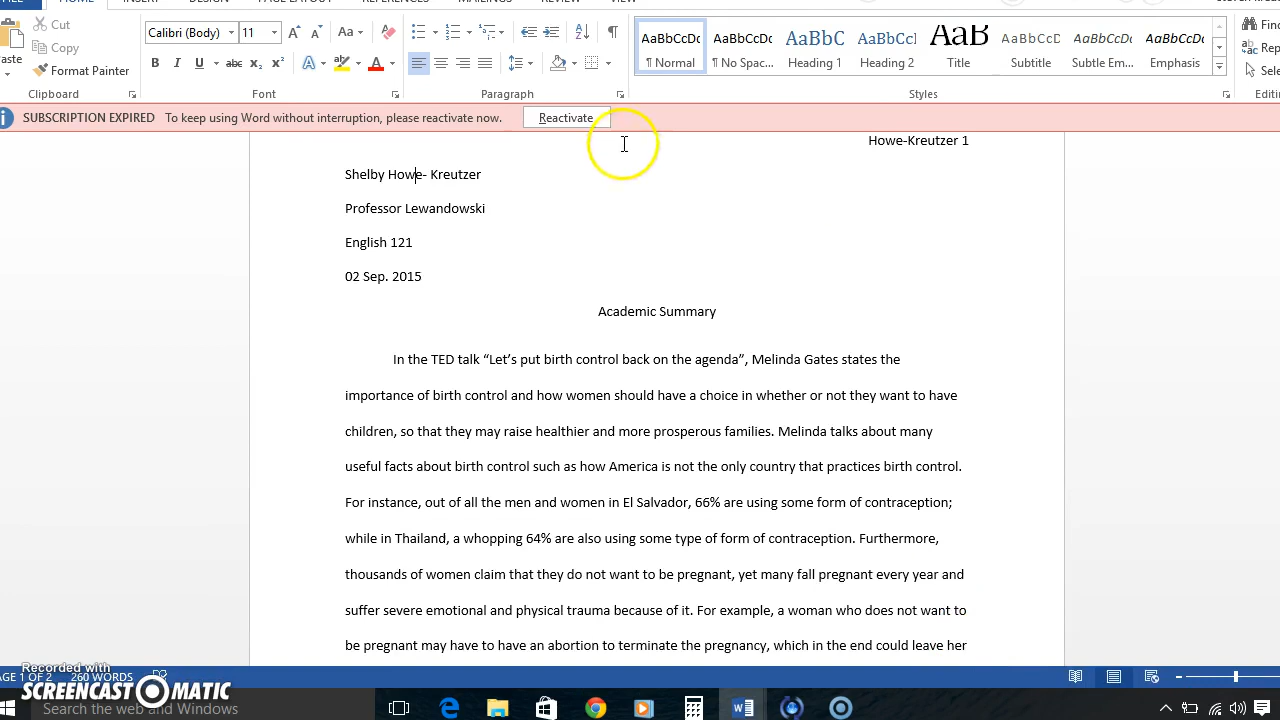 HOME
Cut
Copy
Paste
Format Painter
Clipboard
Calibri (Body)
11
Font
Paragraph
AaBbCcDc AaBbCcDc AaBbC AaBbCcI AaB AaBbCcD AaBbCcDi AaBbCcDi
¶ Normal ¶ No Spac... Heading 1 Heading 2 Title Subtitle Subtle Em... Emphasis
Styles
SUBSCRIPTION EXPIRED To keep using Word without interruption, please reactivate now. Reactivate
Howe-Kreutzer 1
Shelby Howe- Kreutzer
Professor Lewandowski
English 121
02 Sep. 2015
Academic Summary
In the TED talk “Let’s put birth control back on the agenda”, Melinda Gates states the
importance of birth control and how women should have a choice in whether or not they want to have
children, so that they may raise healthier and more prosperous families. Melinda talks about many
useful facts about birth control such as how America is not the only country that practices birth control.
For instance, out of all the men and women in El Salvador, 66% are using some form of contraception;
while in Thailand, a whopping 64% are also using some type of form of contraception. Furthermore,
thousands of women claim that they do not want to be pregnant, yet many fall pregnant every year and
suffer severe emotional and physical trauma because of it. For example, a woman who does not want to
be pregnant may have to have an abortion to terminate the pregnancy, which in the end could leave her
PAGE 1 OF 2 260 WORDS
Recorded with
SCREENCAST-O-MATIC
Search the web and Windows